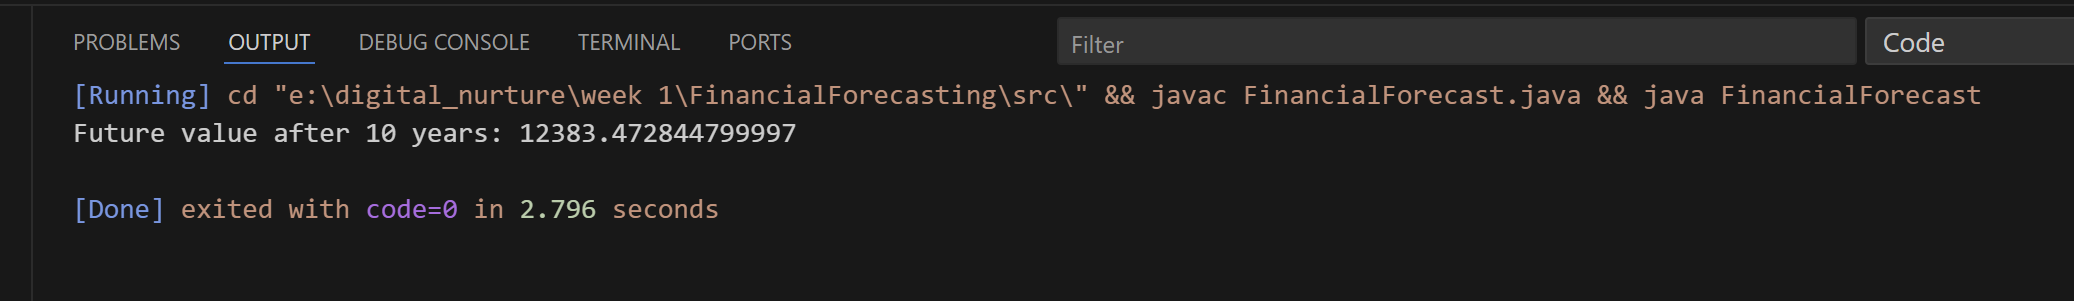 PROBLEMS OUTPUT DEBUG CONSOLE TERMINAL PORTS Filter Code
[Running] cd "e:\digital_nurture\week 1\FinancialForecasting\src\" && javac FinancialForecast.java && java FinancialForecast
Future value after 10 years: 12383.472844799997
[Done] exited with code=0 in 2.796 seconds